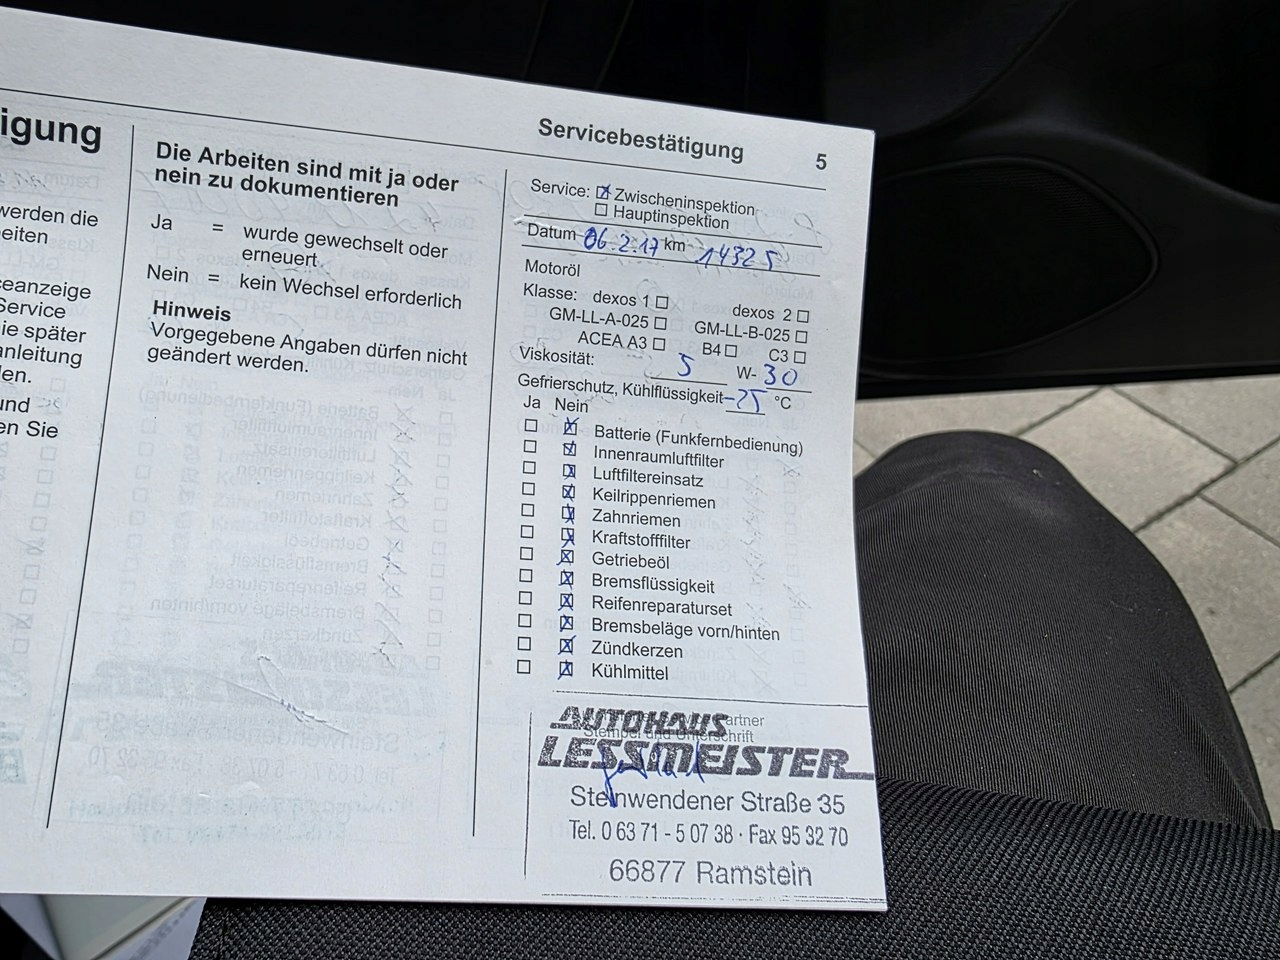 igung
werden die
eiten
eanzeige
Service
ie später
anleitung
len.
und
en Sie
Die Arbeiten sind mit ja oder
nein zu dokumentieren
Ja = wurde gewechselt oder
erneuert
Nein = kein Wechsel erforderlich
Hinweis
Vorgegebene Angaben dürfen nicht
geändert werden.
Servicebestätigung 5
Service: ☒ Zwischeninspektion
☐ Hauptinspektion
Datum 06.2.17 km 14325
Motoröl
Klasse: dexos 1 ☐ dexos 2 ☐
GM-LL-A-025 ☐ GM-LL-B-025 ☐
ACEA A3 ☐ B4 ☐ C3 ☐
Viskosität: 5 W- 30
Gefrierschutz, Kühlflüssigkeit -25 °C
Ja Nein
☐ ☒ Batterie (Funkfernbedienung)
☐ ☒ Innenraumluftfilter
☐ ☒ Luftfiltereinsatz
☐ ☒ Keilrippenriemen
☐ ☒ Zahnriemen
☐ ☒ Kraftstofffilter
☐ ☒ Getriebeöl
☐ ☒ Bremsflüssigkeit
☐ ☒ Reifenreparaturset
☐ ☒ Bremsbeläge vorn/hinten
☐ ☒ Zündkerzen
☐ ☒ Kühlmittel
Stempel und Unterschrift
AUTOHAUS
LESSMEISTER
Steinwendener Straße 35
Tel. 0 63 71 - 5 07 38 · Fax 95 32 70
66877 Ramstein